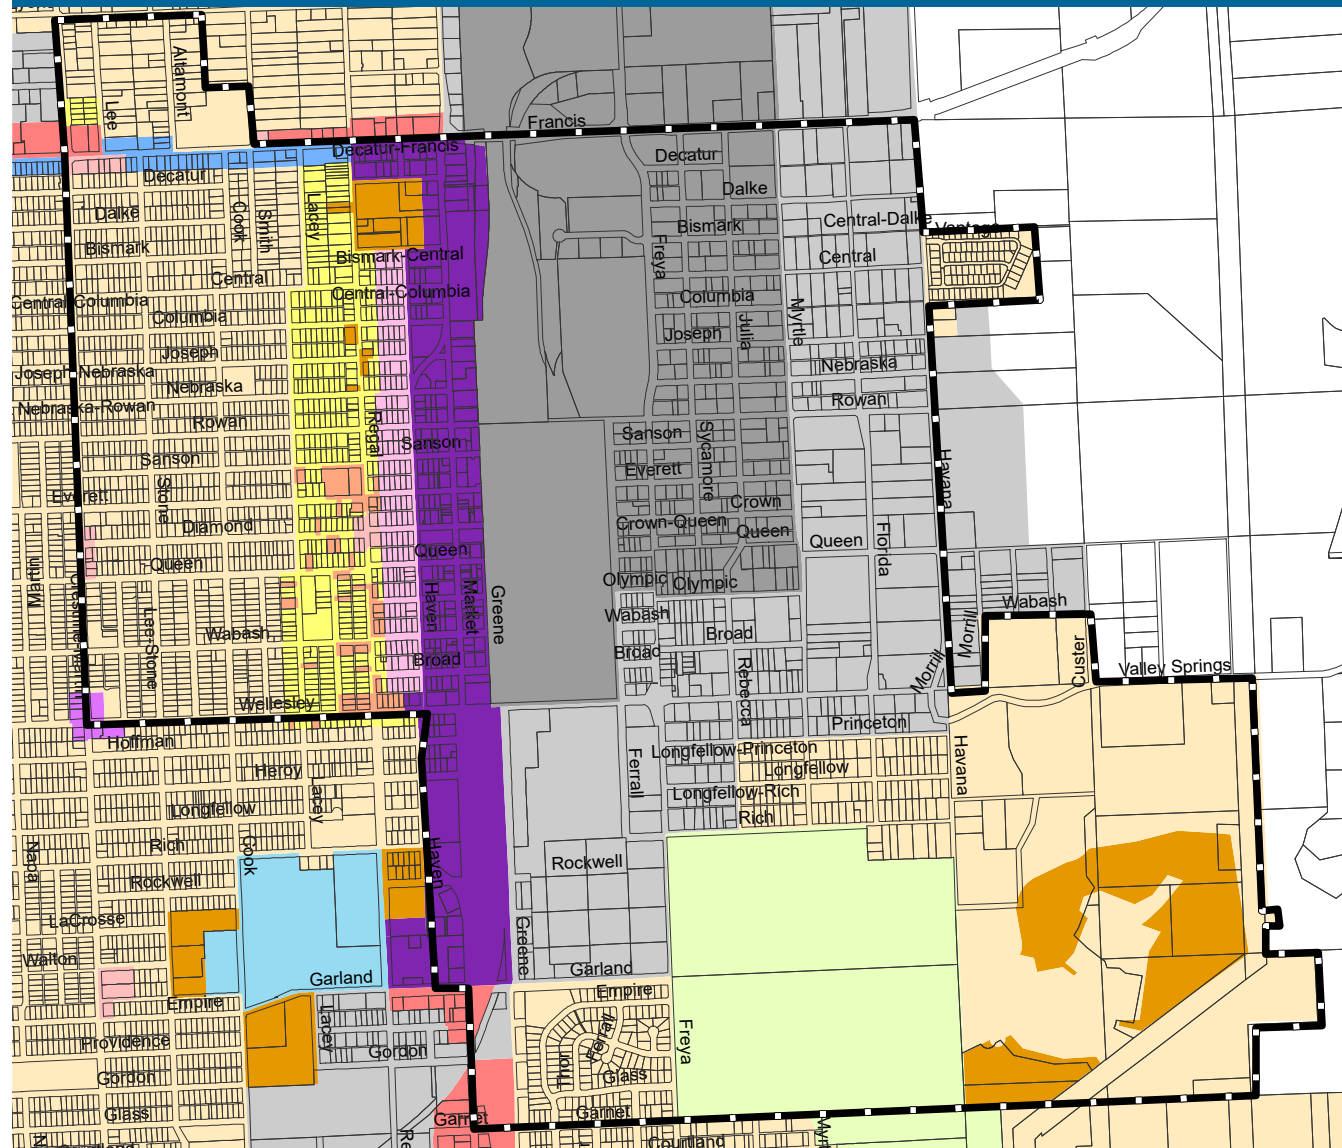 Altamont
Lee
Francis
Decatur-Francis
Decatur
Decatur
Dalke
Dalke
Cook
Smith
Lacey
Bismark
Central-Dalke
Vantage
Bismark
Freya
Bismark-Central
Central
Central
Central-Columbia
Central-Columbia
Columbia
Columbia
Myrtle
Julia
Joseph
Joseph
Joseph-Nebraska
Nebraska
Nebraska
Nebraska-Rowan
Rowan
Rowan
Regal
Sanson
Sanson
Sycamore
Sanson
Everett
Havana
Everett
Stone
Crown
Diamond
Crown-Queen
Queen
Queen
Florida
Queen
Queen
Martin
Olympic
Olympic
Haven
Market
Greene
Wabash
Wabash
Lee-Stone
Wabash
Broad
Morrill
Custer
Broad
Broad
Valley Springs
Rebecca
Morrill
Wellesley
Princeton
Hoffman
Longfellow-Princeton
Havana
Heroy
Ferrall
Longfellow
Lacey
Longfellow-Rich
Longfellow
Rich
Rich
Cook
Napa
Haven
Rockwell
Rockwell
LaCrosse
Greene
Walton
Garland
Garland
Empire
Empire
Lacey
Freya
Providence
Ferrall
Gordon
Thor
Gordon
Glass
Glass
Garnet
Garnet
Courtland